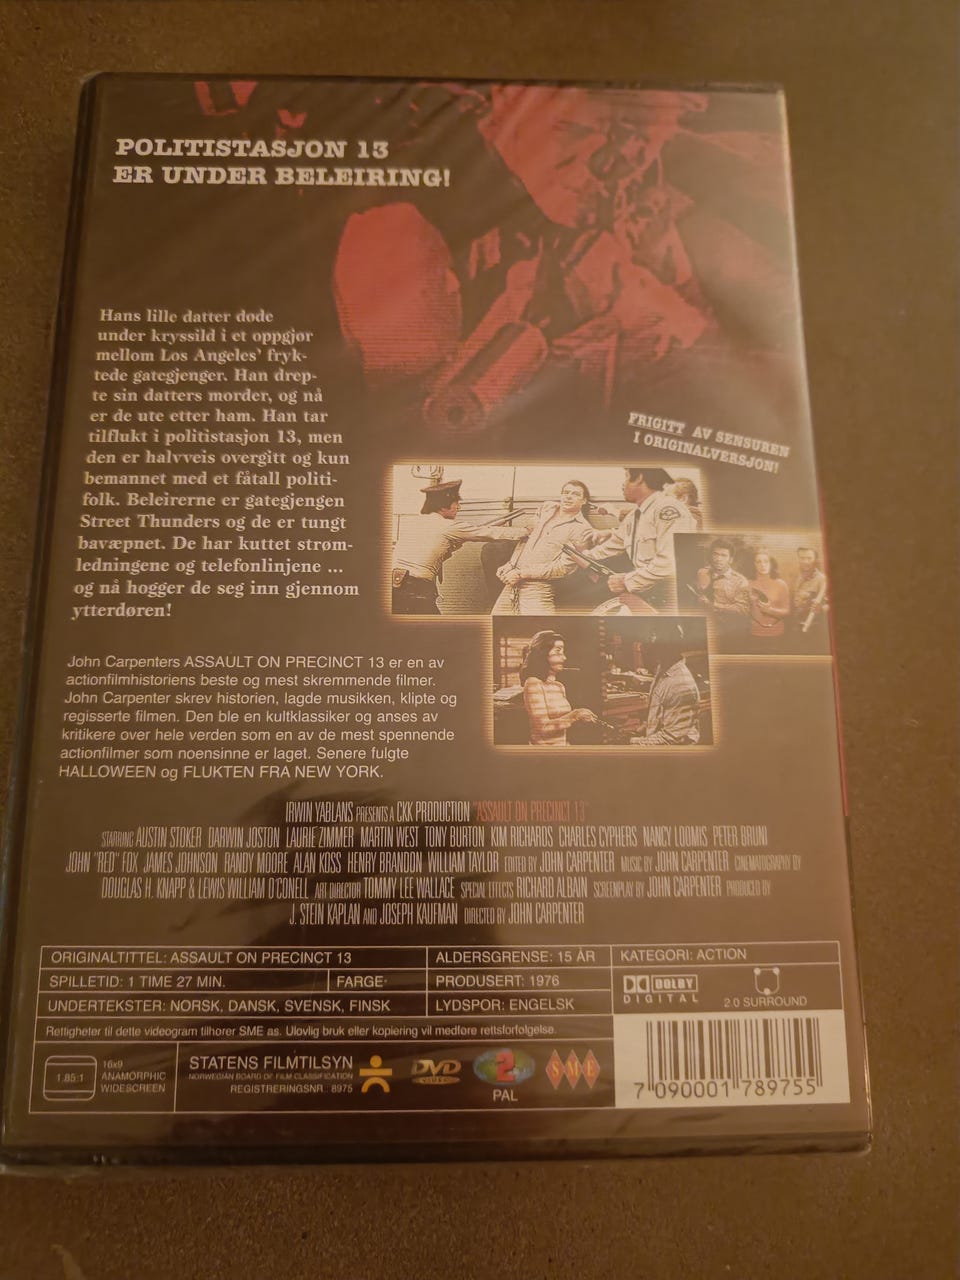 POLITISTASJON 13
ER UNDER BELEIRING!
Hans lille datter døde
under kryssild i et oppgjør
mellom Los Angeles' fryk-
tede gategjenger. Han drep-
te sin datters morder, og nå
er de ute etter ham. Han tar
tilflukt i politistasjon 13, men
den er halvveis overgitt og kun
bemannet med et fåtall politi-
folk. Beleirerne er gategjengen
Street Thunders og de er tungt
bavæpnet. De har kuttet strøm-
ledningene og telefonlinjene ...
og nå hogger de seg inn gjennom
ytterdøren!
FRIGITT AV SENSUREN
I ORIGINALVERSJON!
John Carpenters ASSAULT ON PRECINCT 13 er en av
actionfilmhistoriens beste og mest skremmende filmer.
John Carpenter skrev historien, lagde musikken, klipte og
regisserte filmen. Den ble en kultklassiker og anses av
kritikere over hele verden som en av de mest spennende
actionfilmer som noensinne er laget. Senere fulgte
HALLOWEEN og FLUKTEN FRA NEW YORK.
IRWIN YABLANS PRESENTS A CKK PRODUCTION "ASSAULT ON PRECINCT 13"
STARRING AUSTIN STOKER DARWIN JOSTON LAURIE ZIMMER MARTIN WEST TONY BURTON KIM RICHARDS CHARLES CYPHERS NANCY LOOMIS PETER BRUNI
JOHN "RED" FOX JAMES JOHNSON RANDY MOORE ALAN KOSS HENRY BRANDON WILLIAM TAYLOR EDITED BY JOHN CARPENTER MUSIC BY JOHN CARPENTER CINEMATOGRAPHY BY
DOUGLAS H. KNAPP & LEWIS WILLIAM O'CONELL ART DIRECTOR TOMMY LEE WALLACE SPECIAL EFFECTS RICHARD ALBAIN SCREENPLAY BY JOHN CARPENTER PRODUCED BY
J. STEIN KAPLAN AND JOSEPH KAUFMAN DIRECTED BY JOHN CARPENTER
ORIGINALTITTEL: ASSAULT ON PRECINCT 13 ALDERSGRENSE: 15 ÅR KATEGORI: ACTION
SPILLETID: 1 TIME 27 MIN. FARGE· PRODUSERT: 1976
UNDERTEKSTER: NORSK, DANSK, SVENSK, FINSK LYDSPOR: ENGELSK
DOLBY
DIGITAL 2.0 SURROUND
Rettigheter til dette videogram tilhører SME as. Ulovlig bruk eller kopiering vil medføre rettsforfølgelse.
1.85:1 16x9
ANAMORPHIC
WIDESCREEN
STATENS FILMTILSYN
NORWEGIAN BOARD OF FILM CLASSIFICATION
REGISTRERINGSNR. 8975
DVD
VIDEO
2
PAL
SME
7 090001 789755